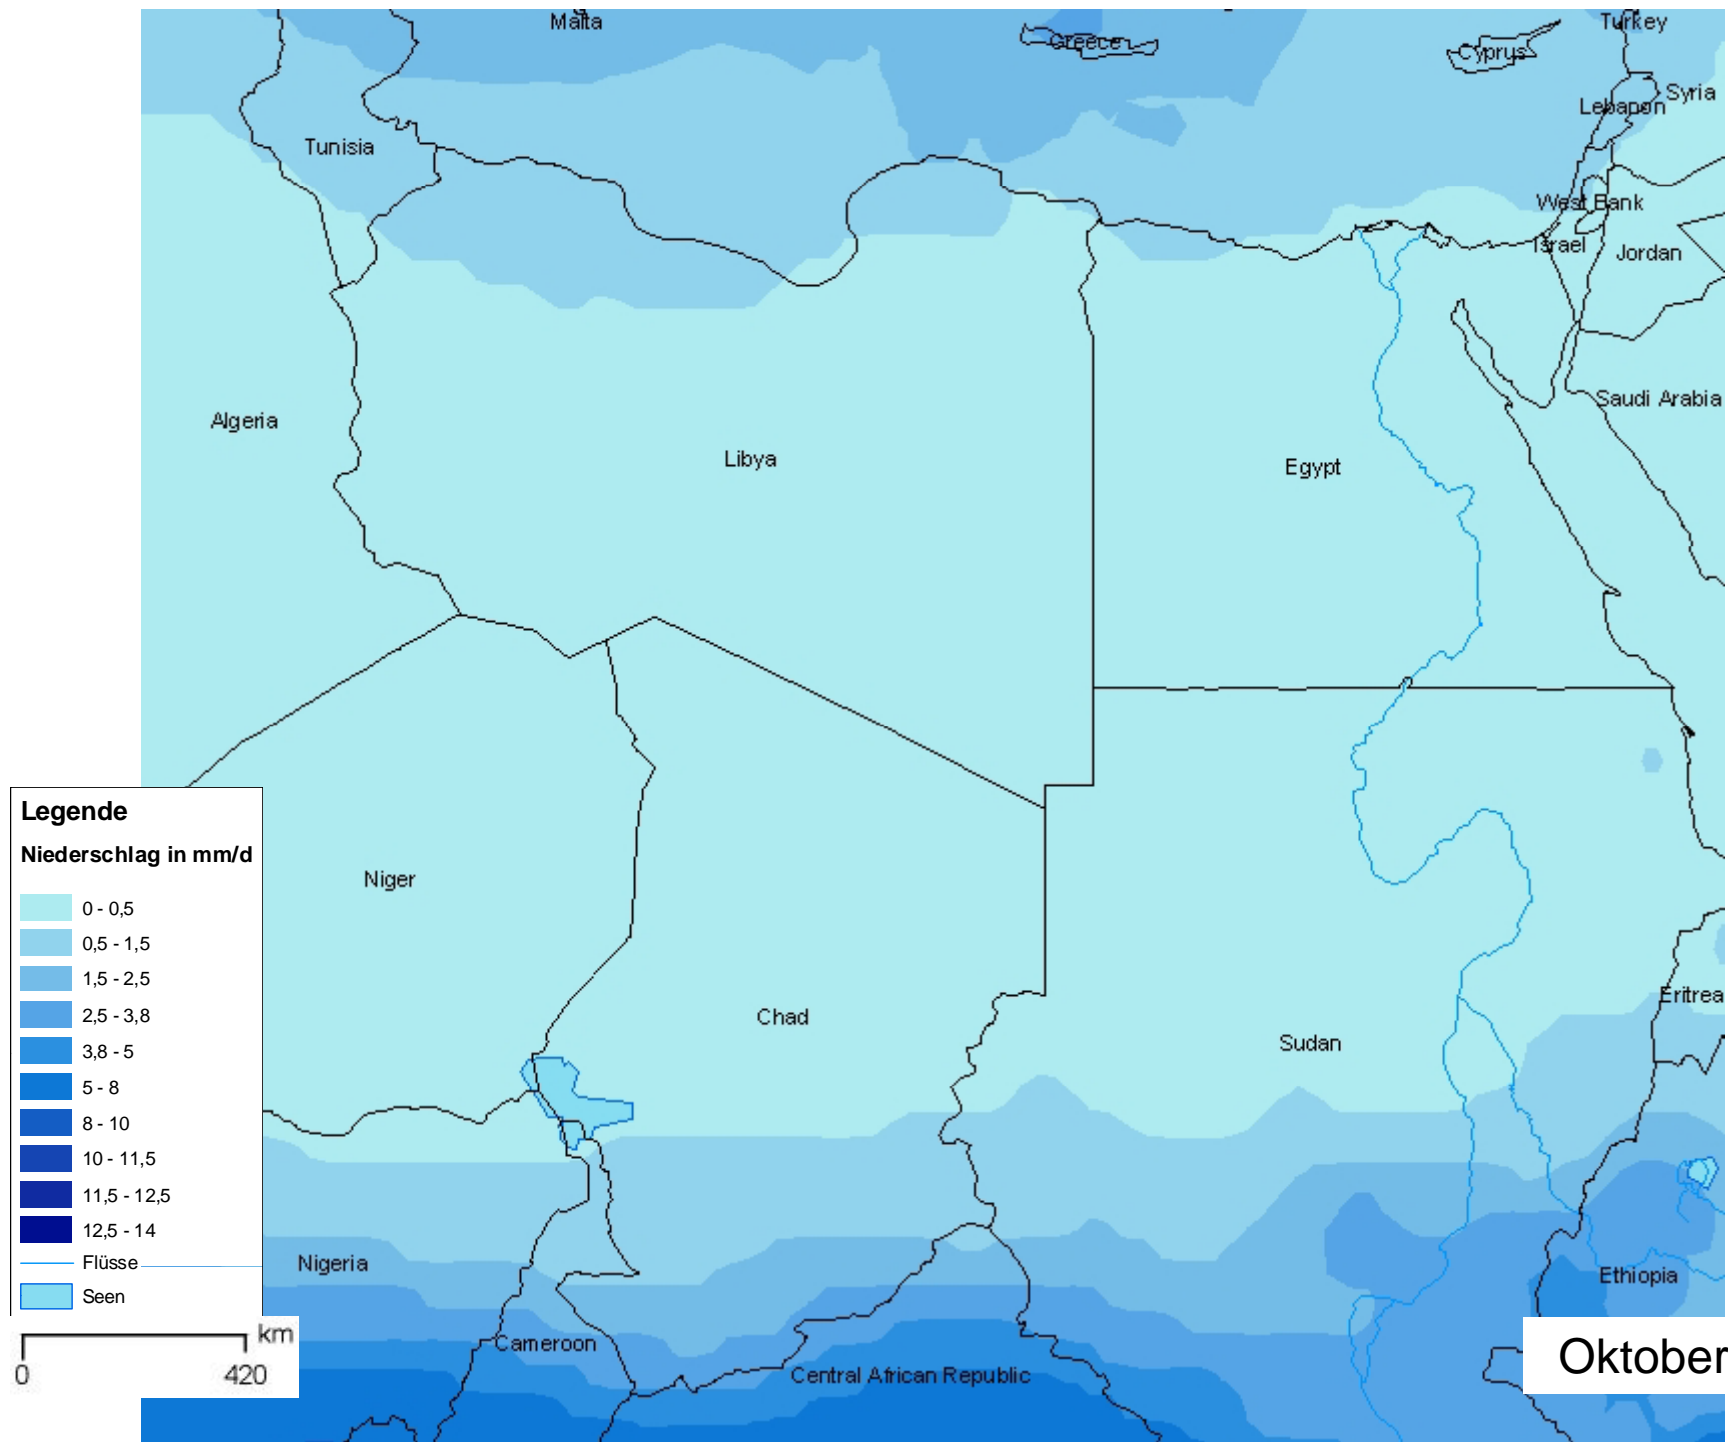 Malta
Greece
Cyprus
Turkey
Syria
Lebanon
Tunisia
West Bank
Israel
Jordan
Saudi Arabia
Algeria
Libya
Egypt
Legende
Niederschlag in mm/d
0 - 0,5
0,5 - 1,5
1,5 - 2,5
2,5 - 3,8
3,8 - 5
5 - 8
8 - 10
10 - 11,5
11,5 - 12,5
12,5 - 14
Flüsse
Seen
km
0 420
Niger
Chad
Sudan
Eritrea
Nigeria
Ethiopia
Cameroon
Central African Republic
Oktober